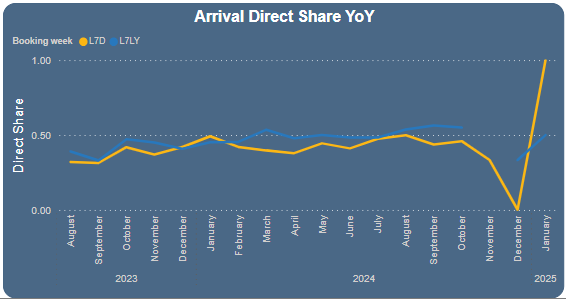 Arrival Direct Share YoY
Booking week L7D L7LY
Direct Share
1.00
0.50
0.00
August
September
October
November
December
January
February
March
April
May
June
July
August
September
October
November
December
January
2023
2024
2025